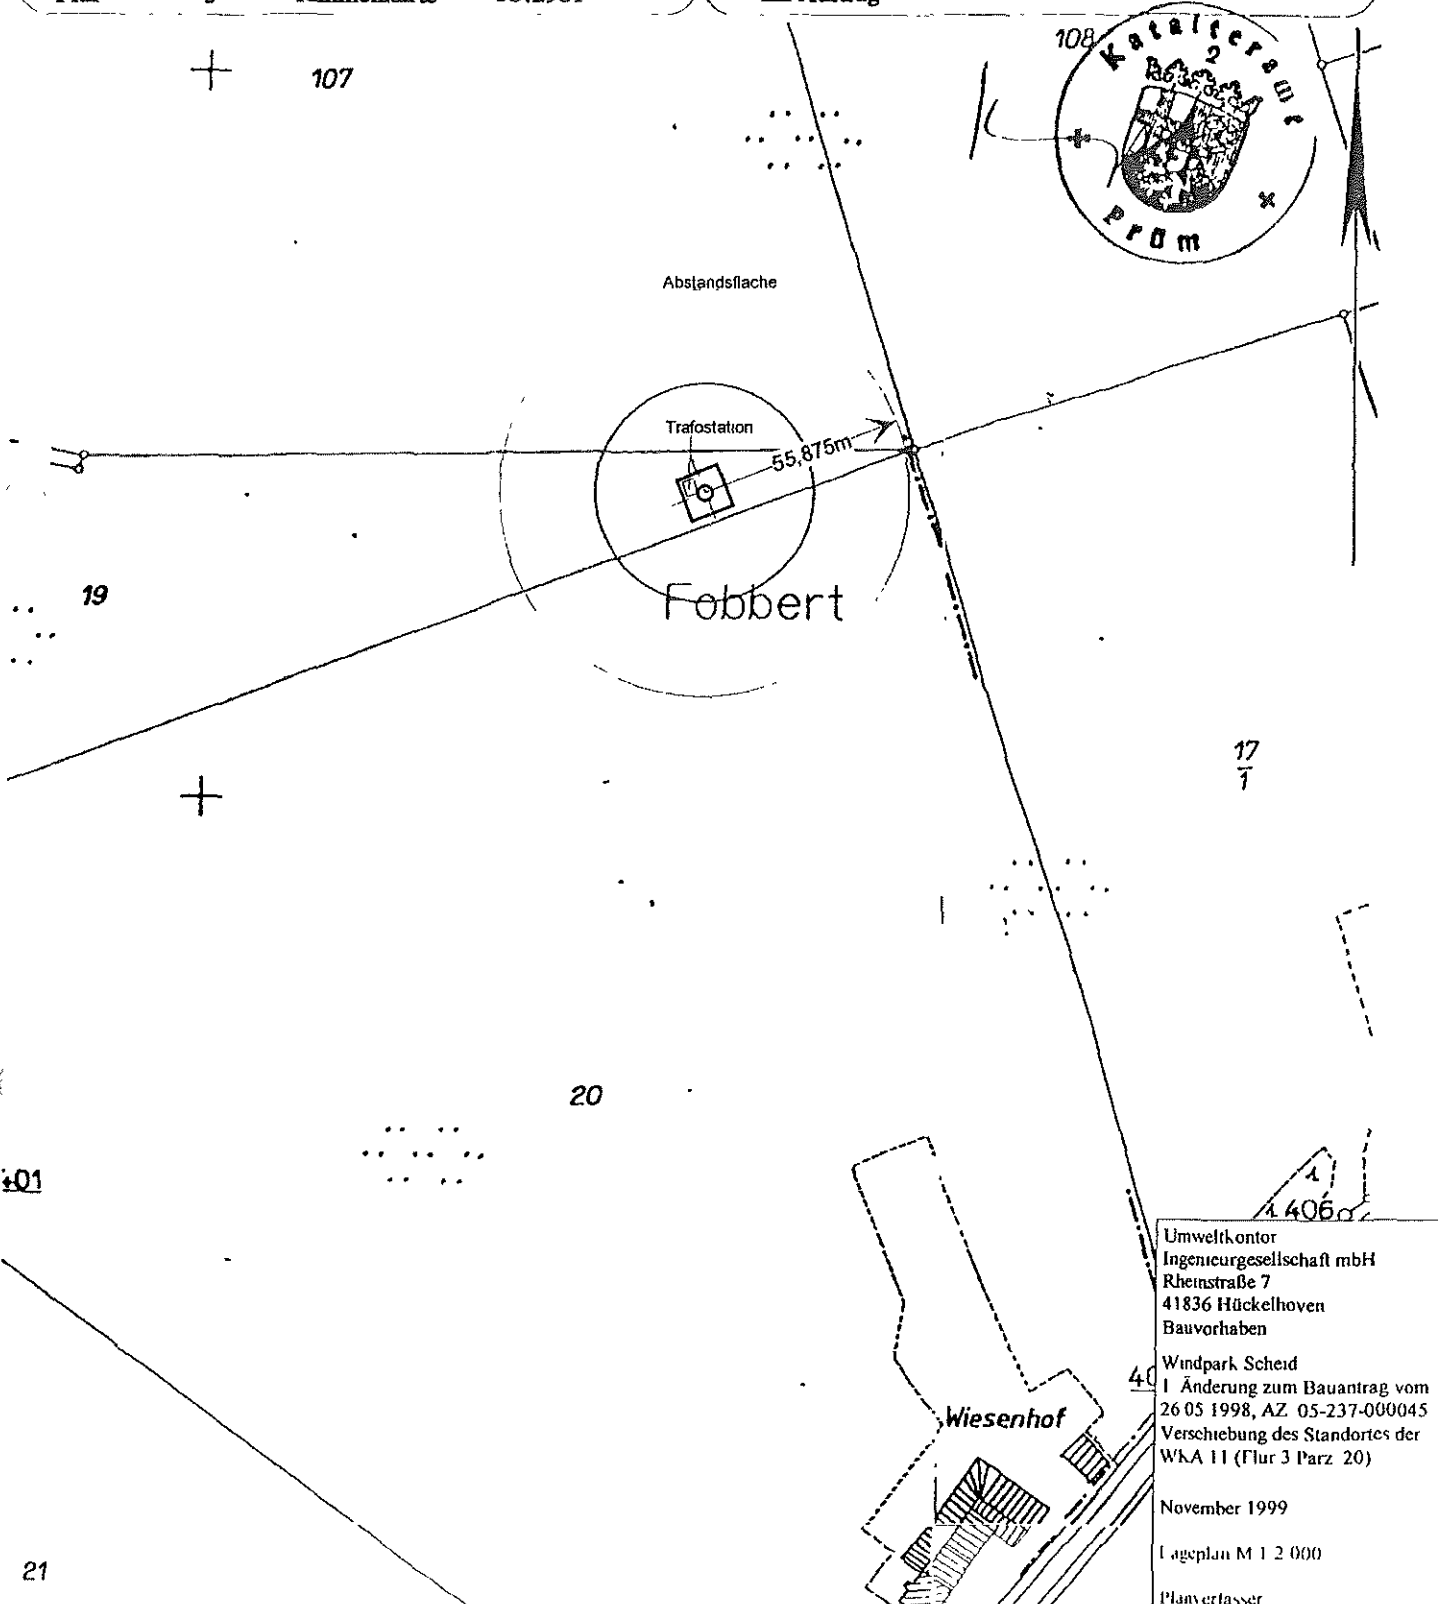 107
108
2
Katasteramt
Prüm
Abstandsflache
Trafostation
55,875m
19
Fobbert
17
1
20
401
406
Umweltkontor
Ingenieurgesellschaft mbH
Rheinstraße 7
41836 Hückelhoven
Bauvorhaben
Windpark Scheid
1 Änderung zum Bauantrag vom
26 05 1998, AZ 05-237-000045
Verschiebung des Standortes der
WKA 11 (Flur 3 Parz 20)
40
Wiesenhof
November 1999
Lageplan M 1 2 000
Planverfasser
21